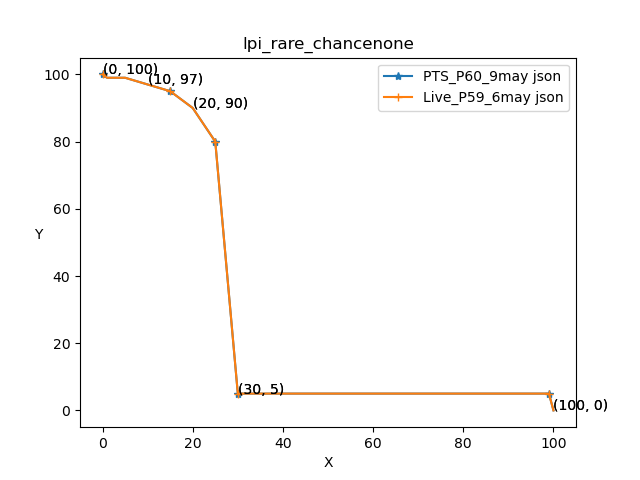 lpi_rare_chancenone
PTS_P60_9may json
Live_P59_6may json
(0, 100)
(10, 97)
(20, 90)
(30, 5)
(100, 0)
100
80
60
40
20
0
Y
0 20 40 60 80 100
X